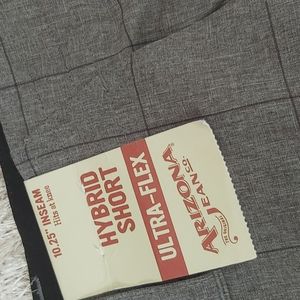 10.25" INSEAM
Hits at knee
HYBRID
SHORT
ULTRA-FLEX
ARIZONA
JEAN CO.